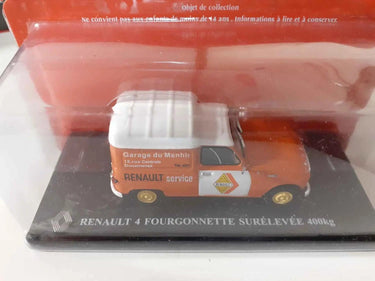 Objet de collection
Ne convient pas aux enfants de moins de 14 ans . Informations à lire et à conserver.
Garage du Menhir
RENAULT service
RENAULT 4 FOURGONNETTE SURÉLEVÉE 400kg